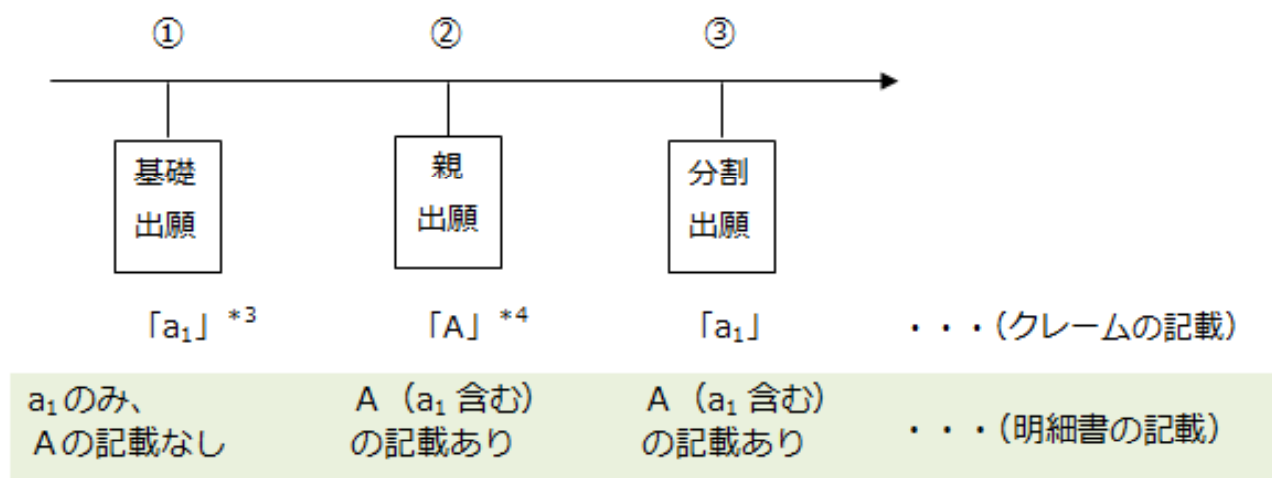 ① ② ③
基礎
出願
親
出願
分割
出願
「a₁」*3 「A」*4 「a₁」 ・・・(クレームの記載)
a₁のみ、
Aの記載なし
A(a₁含む)
の記載あり
A(a₁含む)
の記載あり
・・・(明細書の記載)